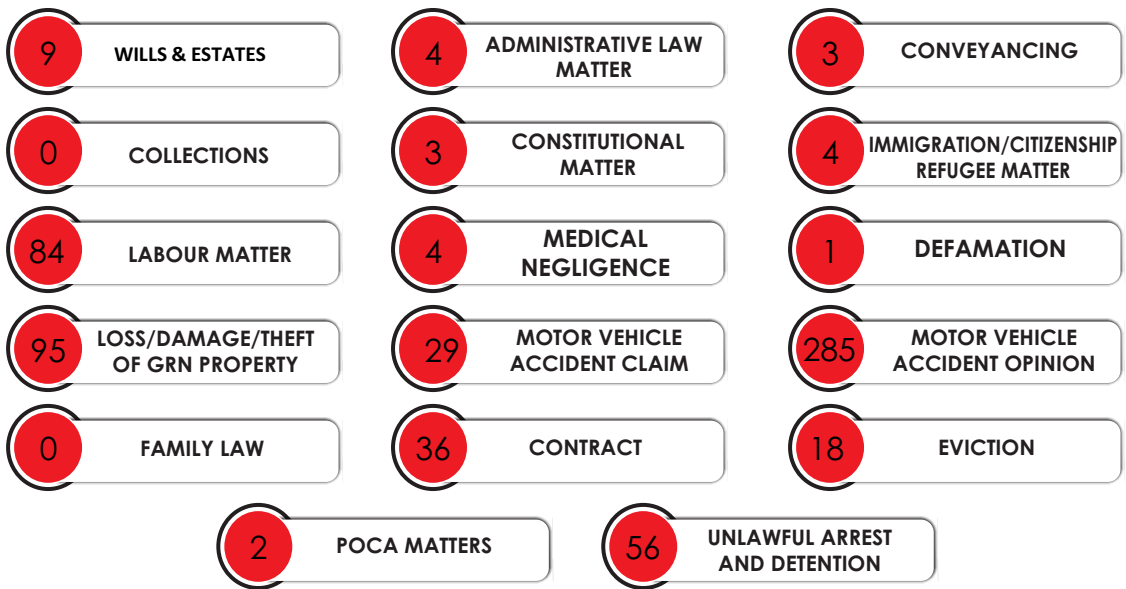 9
WILLS & ESTATES
4
ADMINISTRATIVE LAW
MATTER
3
CONVEYANCING
0
COLLECTIONS
3
CONSTITUTIONAL
MATTER
4
IMMIGRATION/CITIZENSHIP
REFUGEE MATTER
84
LABOUR MATTER
4
MEDICAL
NEGLIGENCE
1
DEFAMATION
95
LOSS/DAMAGE/THEFT
OF GRN PROPERTY
29
MOTOR VEHICLE
ACCIDENT CLAIM
285
MOTOR VEHICLE
ACCIDENT OPINION
0
FAMILY LAW
36
CONTRACT
18
EVICTION
2
POCA MATTERS
56
UNLAWFUL ARREST
AND DETENTION